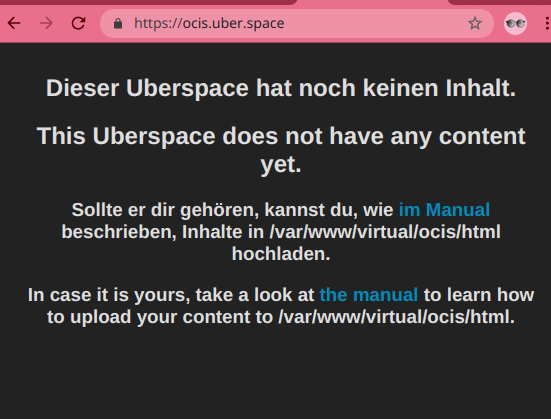 https://ocis.uber.space
Dieser Uberspace hat noch keinen Inhalt.
This Uberspace does not have any content
yet.
Sollte er dir gehören, kannst du, wie im Manual
beschrieben, Inhalte in /var/www/virtual/ocis/html
hochladen.
In case it is yours, take a look at the manual to learn how
to upload your content to /var/www/virtual/ocis/html.